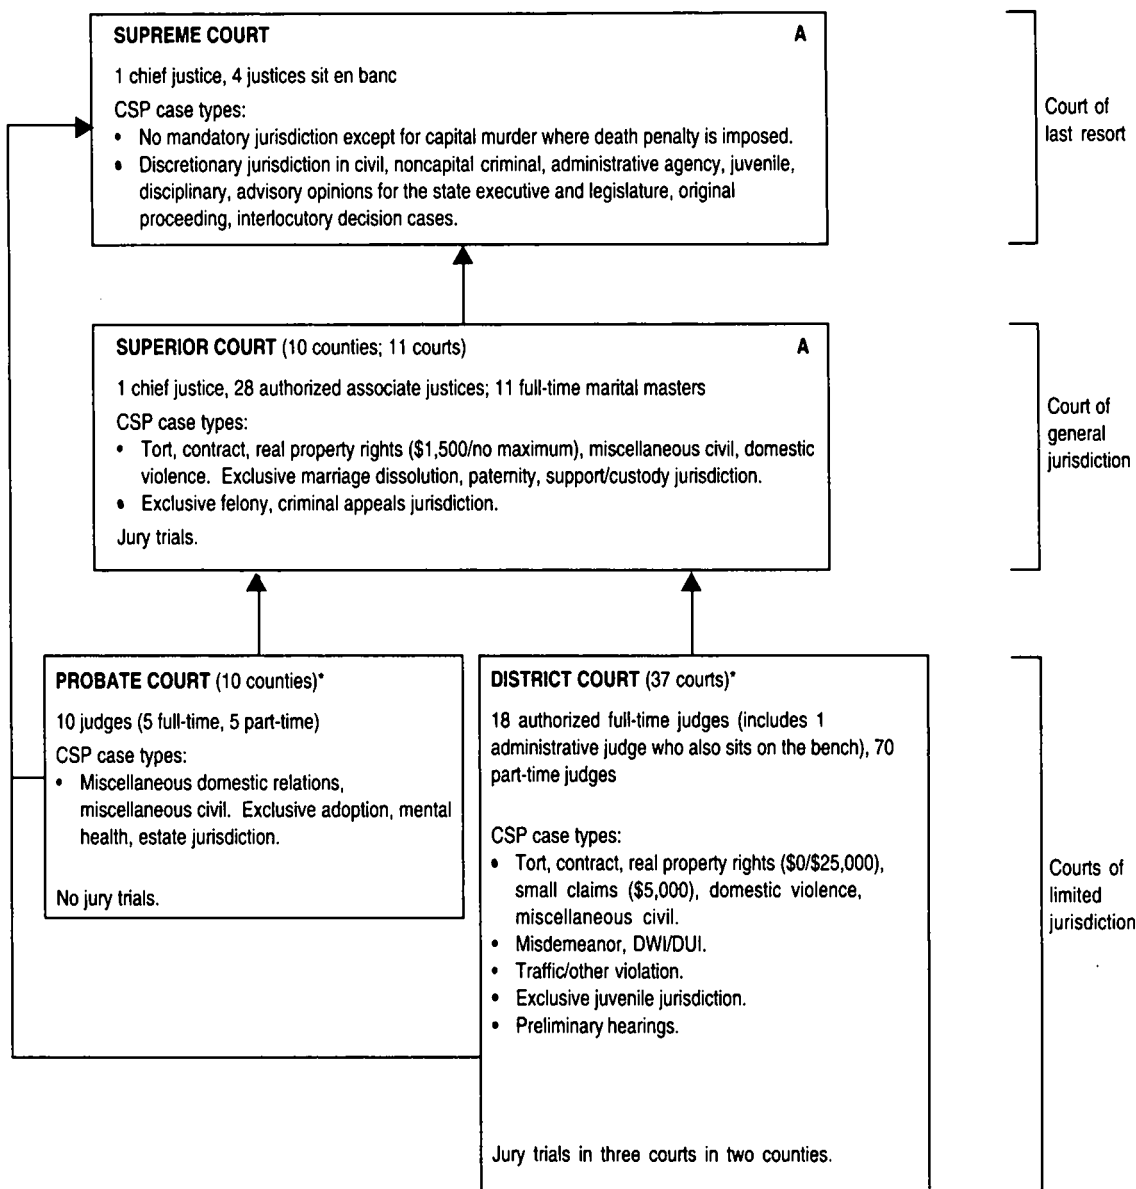 SUPREME COURT A
1 chief justice, 4 justices sit en banc
CSP case types:
• No mandatory jurisdiction except for capital murder where death penalty is imposed.
• Discretionary jurisdiction in civil, noncapital criminal, administrative agency, juvenile,
disciplinary, advisory opinions for the state executive and legislature, original
proceeding, interlocutory decision cases.
Court of
last resort
SUPERIOR COURT (10 counties; 11 courts) A
1 chief justice, 28 authorized associate justices; 11 full-time marital masters
CSP case types:
• Tort, contract, real property rights ($1,500/no maximum), miscellaneous civil, domestic
violence. Exclusive marriage dissolution, paternity, support/custody jurisdiction.
• Exclusive felony, criminal appeals jurisdiction.
Jury trials.
Court of
general
jurisdiction
PROBATE COURT (10 counties)*
10 judges (5 full-time, 5 part-time)
CSP case types:
• Miscellaneous domestic relations,
miscellaneous civil. Exclusive adoption, mental
health, estate jurisdiction.
No jury trials.
DISTRICT COURT (37 courts)*
18 authorized full-time judges (includes 1
administrative judge who also sits on the bench), 70
part-time judges
CSP case types:
• Tort, contract, real property rights ($0/$25,000),
small claims ($5,000), domestic violence,
miscellaneous civil.
• Misdemeanor, DWI/DUI.
• Traffic/other violation.
• Exclusive juvenile jurisdiction.
• Preliminary hearings.
Jury trials in three courts in two counties.
Courts of
limited
jurisdiction